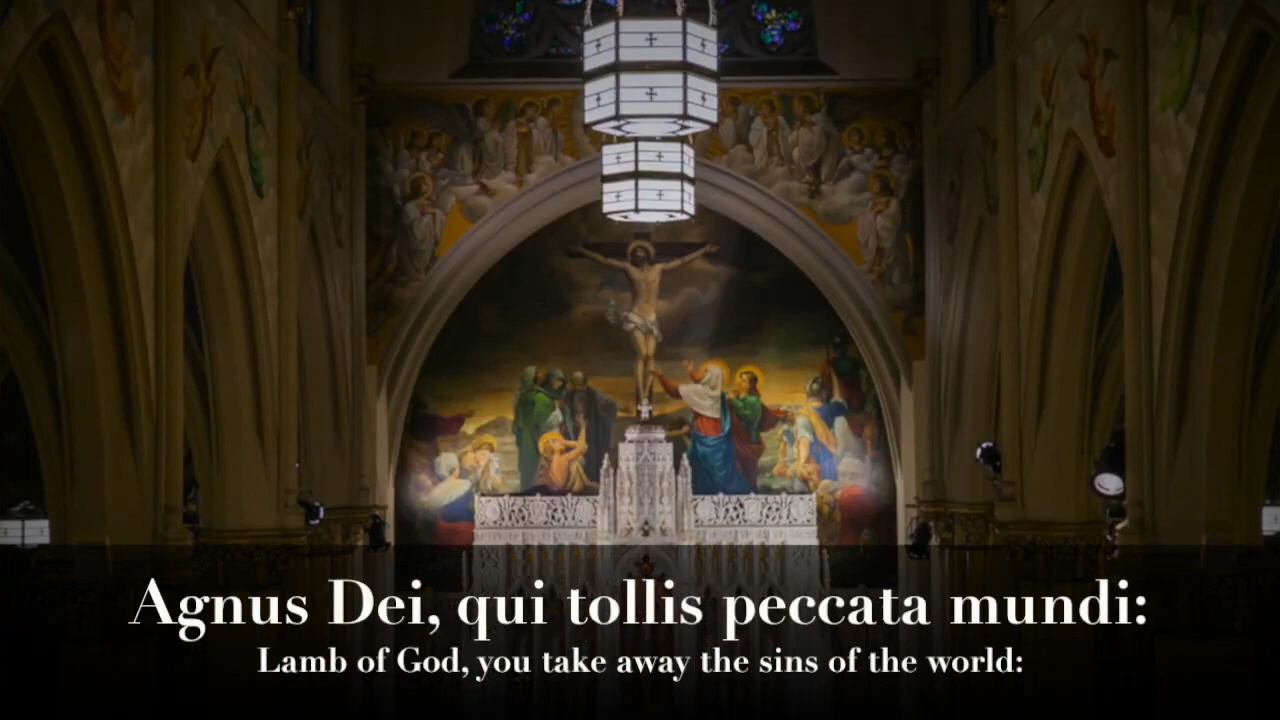 Agnus Dei, qui tollis peccata mundi:
Lamb of God, you take away the sins of the world: